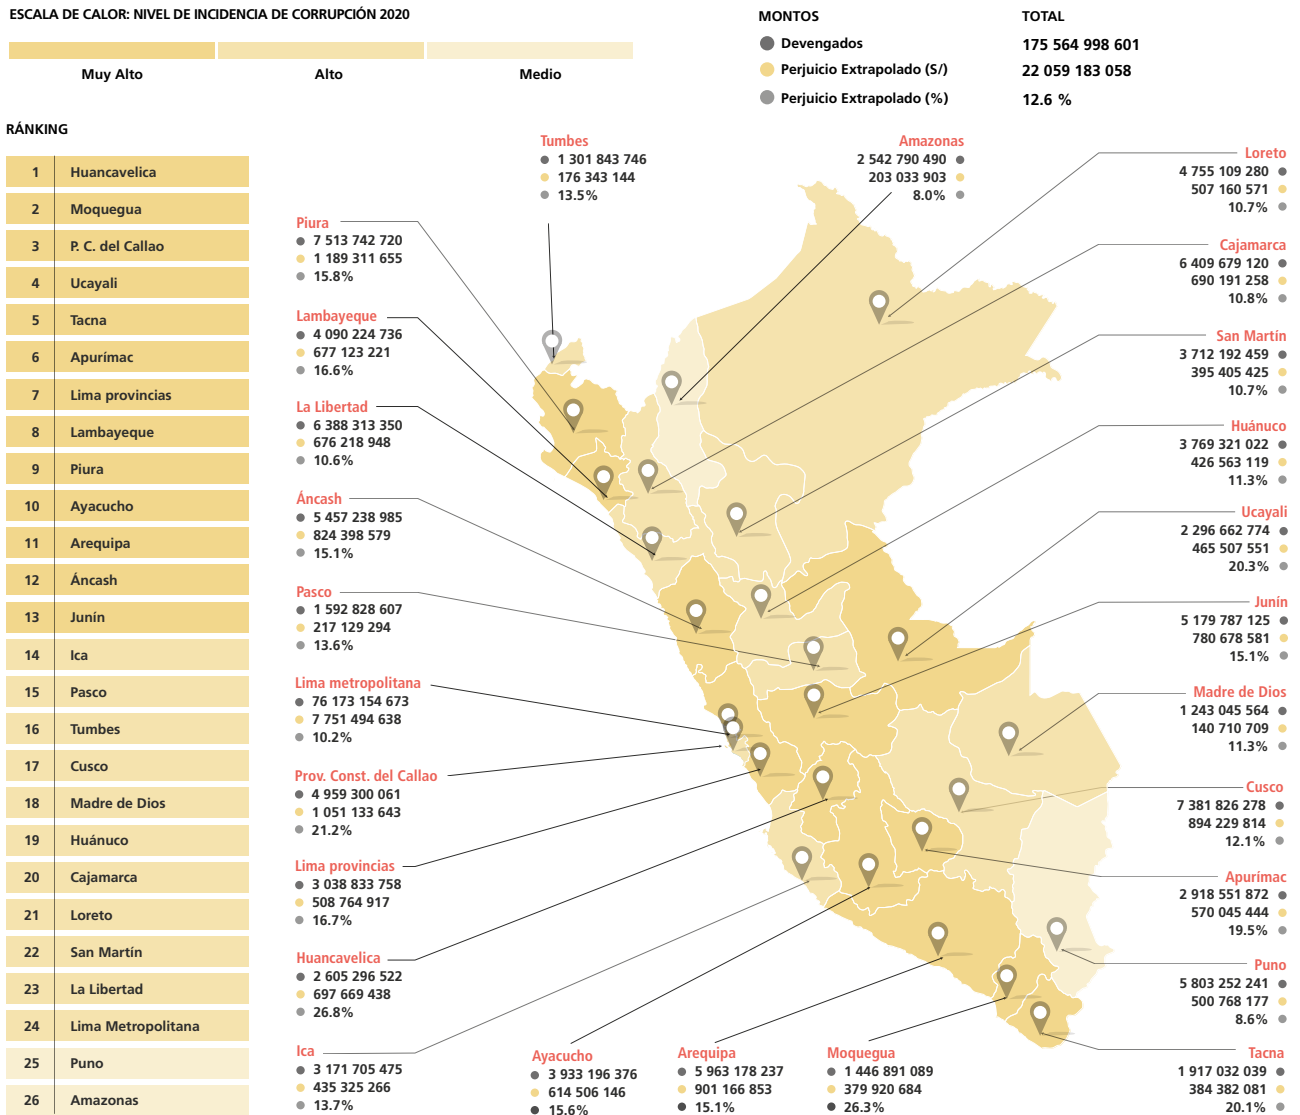 ESCALA DE CALOR: NIVEL DE INCIDENCIA DE CORRUPCIÓN 2020
Muy Alto
Alto
Medio
MONTOS TOTAL
Devengados 175 564 998 601
Perjuicio Extrapolado (S/) 22 059 183 058
Perjuicio Extrapolado (%) 12.6 %
RÁNKING
1 Huancavelica
2 Moquegua
3 P. C. del Callao
4 Ucayali
5 Tacna
6 Apurímac
7 Lima provincias
8 Lambayeque
9 Piura
10 Ayacucho
11 Arequipa
12 Áncash
13 Junín
14 Ica
15 Pasco
16 Tumbes
17 Cusco
18 Madre de Dios
19 Huánuco
20 Cajamarca
21 Loreto
22 San Martín
23 La Libertad
24 Lima Metropolitana
25 Puno
26 Amazonas
Tumbes
1 301 843 746
176 343 144
13.5%
Amazonas
2 542 790 490
203 033 903
8.0%
Piura
7 513 742 720
1 189 311 655
15.8%
Lambayeque
4 090 224 736
677 123 221
16.6%
La Libertad
6 388 313 350
676 218 948
10.6%
Áncash
5 457 238 985
824 398 579
15.1%
Pasco
1 592 828 607
217 129 294
13.6%
Lima metropolitana
76 173 154 673
7 751 494 638
10.2%
Prov. Const. del Callao
4 959 300 061
1 051 133 643
21.2%
Lima provincias
3 038 833 758
508 764 917
16.7%
Huancavelica
2 605 296 522
697 669 438
26.8%
Ica
3 171 705 475
435 325 266
13.7%
Ayacucho
3 933 196 376
614 506 146
15.6%
Arequipa
5 963 178 237
901 166 853
15.1%
Moquegua
1 446 891 089
379 920 684
26.3%
Loreto
4 755 109 280
507 160 571
10.7%
Cajamarca
6 409 679 120
690 191 258
10.8%
San Martín
3 712 192 459
395 405 425
10.7%
Huánuco
3 769 321 022
426 563 119
11.3%
Ucayali
2 296 662 774
465 507 551
20.3%
Junín
5 179 787 125
780 678 581
15.1%
Madre de Dios
1 243 045 564
140 710 709
11.3%
Cusco
7 381 826 278
894 229 814
12.1%
Apurímac
2 918 551 872
570 045 444
19.5%
Puno
5 803 252 241
500 768 177
8.6%
Tacna
1 917 032 039
384 382 081
20.1%